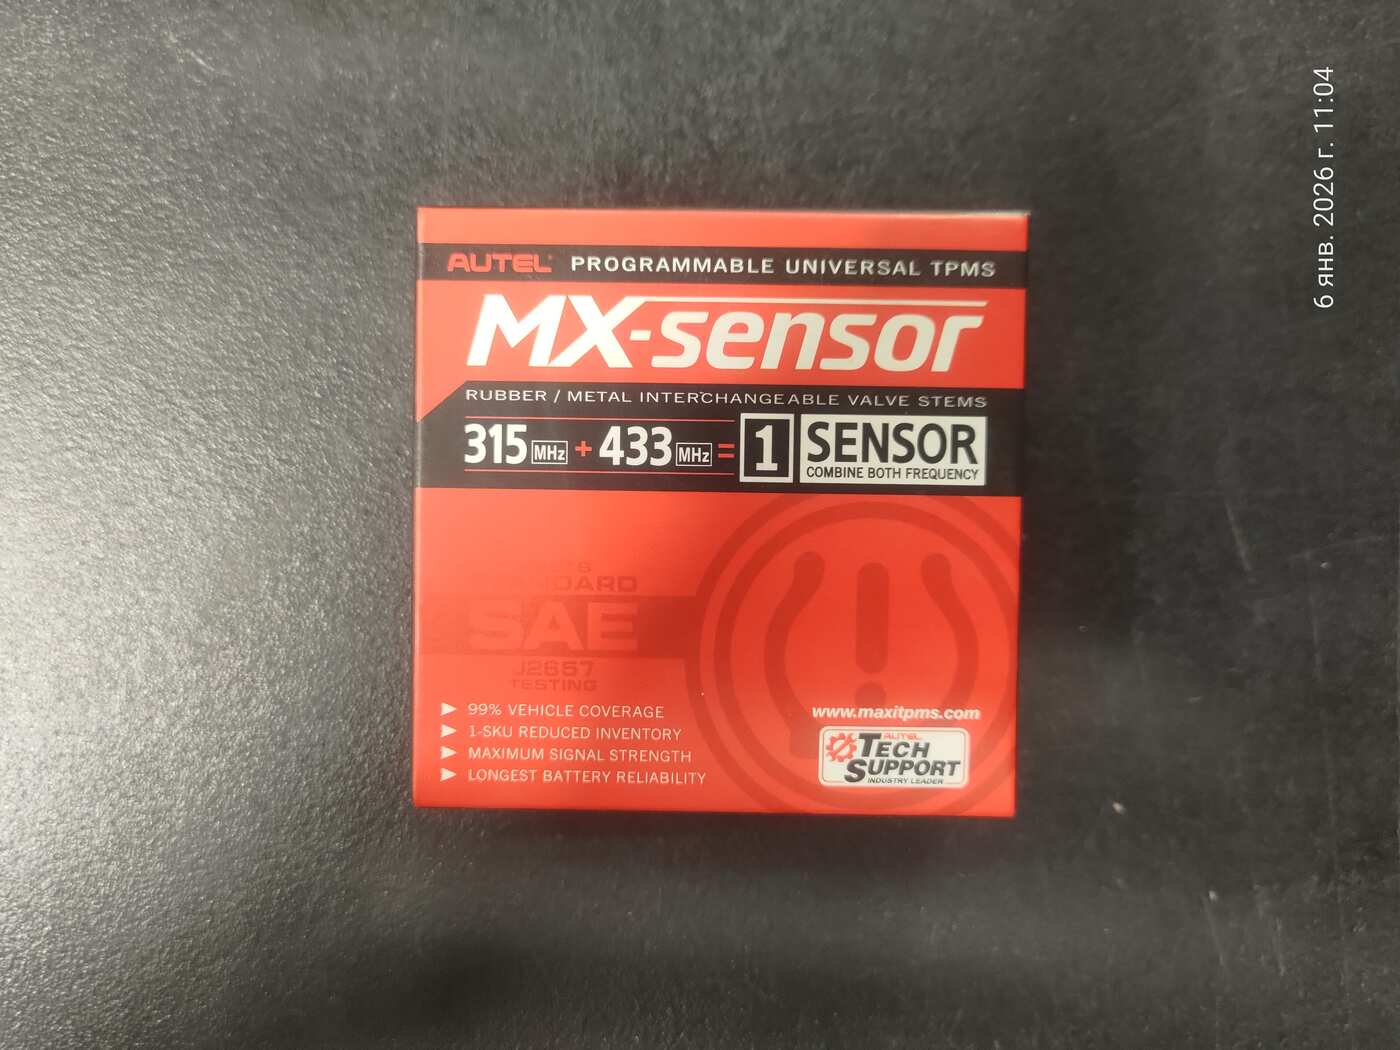 AUTEL PROGRAMMABLE UNIVERSAL TPMS
MX-sensor
RUBBER / METAL INTERCHANGEABLE VALVE STEMS
315 MHz + 433 MHz = 1 SENSOR
COMBINE BOTH FREQUENCY
SAE
J2657
TESTING
99% VEHICLE COVERAGE
1-SKU REDUCED INVENTORY
MAXIMUM SIGNAL STRENGTH
LONGEST BATTERY RELIABILITY
www.maxitpms.com
AUTEL
TECH
SUPPORT
INDUSTRY LEADER
6 янв. 2026 г. 11:04